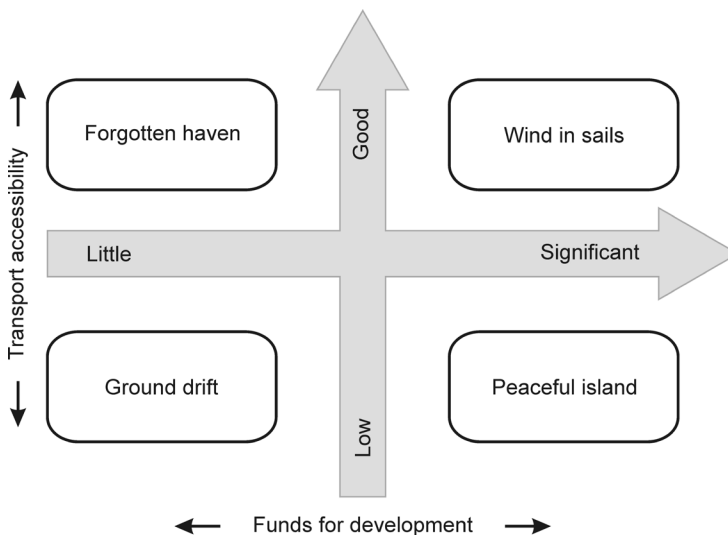 Forgotten haven
Good
Wind in sails
Transport accessibility
Little
Significant
Ground drift
Low
Peaceful island
Funds for development